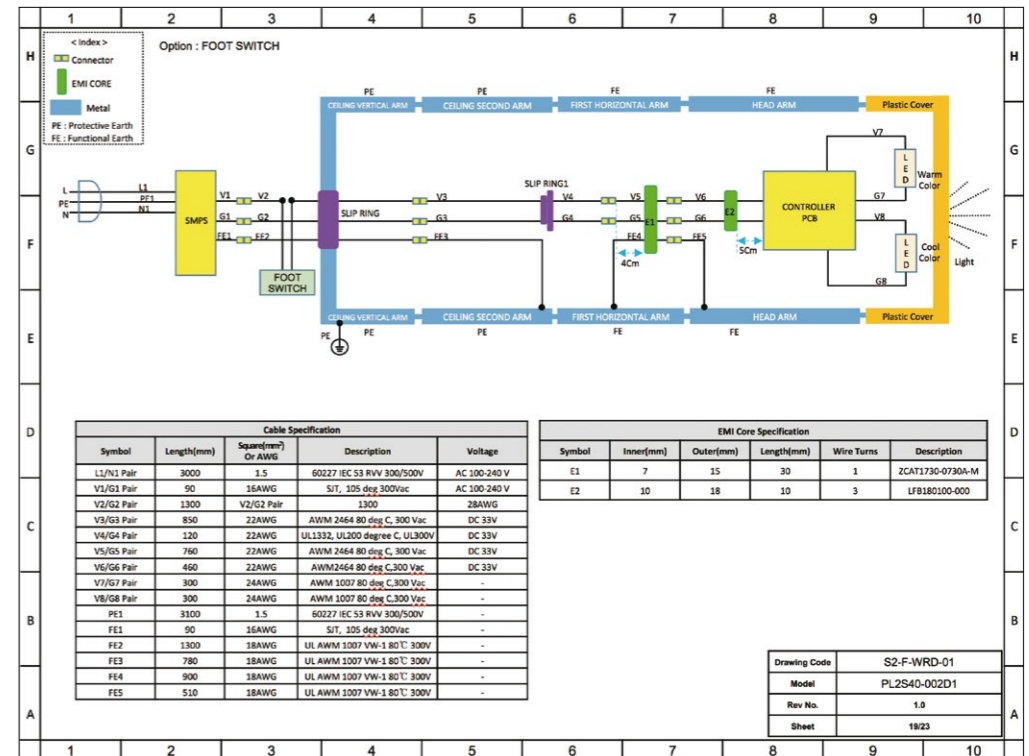 1 2 3 4 5 6 7 8 9 10
H H
< Index >
Connector
EMI CORE
Metal
PE : Protective Earth
FE : Functional Earth
Option : FOOT SWITCH
PE PE FE FE
CEILING VERTICAL ARM CEILING SECOND ARM FIRST HORIZONTAL ARM HEAD ARM Plastic Cover
G G
V7
LED
Warm Color
SLIP RING1
L L1 V1 V2 V3 V4 V5 V6 G7
PE PE1
N N1
SMPS
SLIP RING
CONTROLLER PCB
V8
G1 G2 G3 G4 G5 E1 G6 E2
F F
FE1 FE2 FE3 FE4 FE5
LED
Cool Color
4Cm 5Cm
Light
FOOT SWITCH
G8
CEILING VERTICAL ARM CEILING SECOND ARM FIRST HORIZONTAL ARM HEAD ARM Plastic Cover
E E
PE PE PE FE FE
D D
Cable Specification
Symbol Length(mm) Square(mm²) Or AWG Description Voltage
L1/N1 Pair 3000 1.5 60227 IEC 53 RVV 300/500V AC 100-240 V
V1/G1 Pair 90 16AWG SJT, 105 deg 300Vac AC 100-240 V
V2/G2 Pair 1300 V2/G2 Pair 1300 28AWG
V3/G3 Pair 850 22AWG AWM 2464 80 deg C, 300 Vac DC 33V
V4/G4 Pair 120 22AWG UL1332, UL200 degree C, UL300V DC 33V
V5/G5 Pair 760 22AWG AWM 2464 80 deg C, 300 Vac DC 33V
V6/G6 Pair 460 22AWG AWM2464 80 deg C,300 Vac DC 33V
V7/G7 Pair 300 24AWG AWM 1007 80 deg C,300 Vac -
V8/G8 Pair 300 24AWG AWM 1007 80 deg C,300 Vac -
PE1 3100 1.5 60227 IEC 53 RVV 300/500V -
FE1 90 16AWG SJT, 105 deg 300Vac -
FE2 1300 18AWG UL AWM 1007 VW-1 80℃ 300V -
FE3 780 18AWG UL AWM 1007 VW-1 80℃ 300V -
FE4 900 18AWG UL AWM 1007 VW-1 80℃ 300V -
FE5 510 18AWG UL AWM 1007 VW-1 80℃ 300V -
EMI Core Specification
Symbol Inner(mm) Outer(mm) Length(mm) Wire Turns Description
E1 7 15 30 1 ZCAT1730-0730A-M
E2 10 18 10 3 LFB180100-000
C C
B B
Drawing Code S2-F-WRD-01
Model PL2S40-002D1
Rev No. 1.0
Sheet 19/23
A A
1 2 3 4 5 6 7 8 9 10